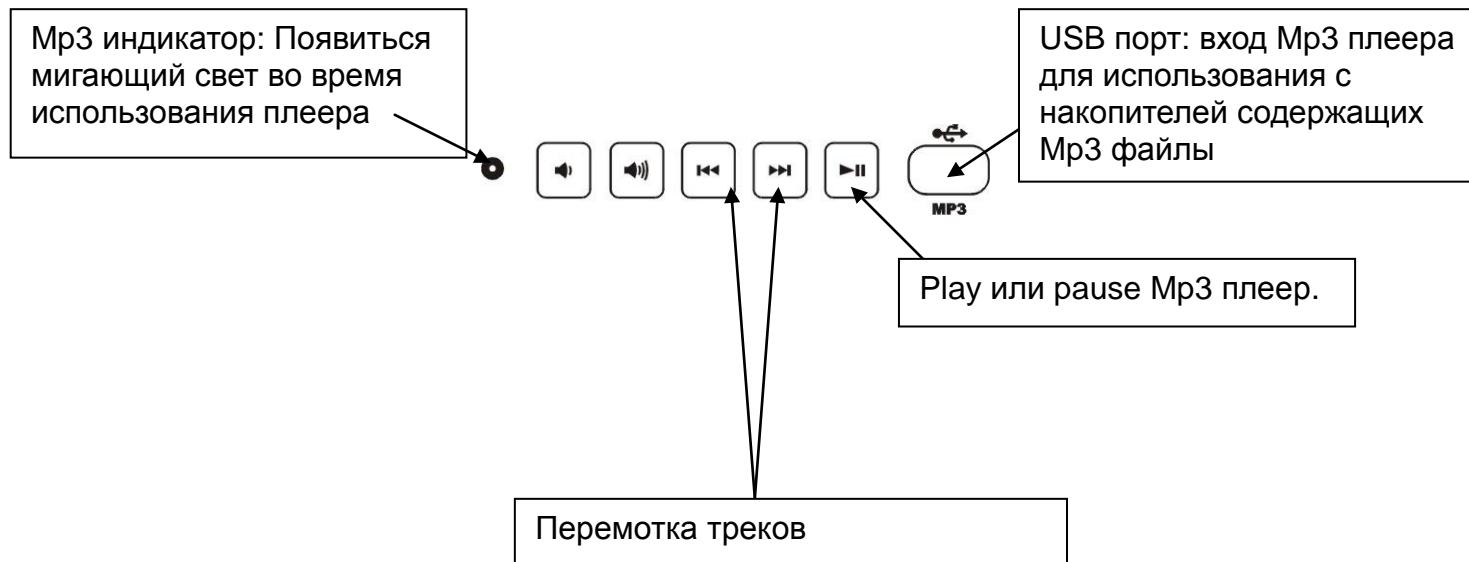 Mp3 индикатор: Появиться
мигающий свет во время
использования плеера
USB порт: вход Mp3 плеера
для использования с
накопителей содержащих
Mp3 файлы
MP3
Play или pause Mp3 плеер.
Перемотка треков